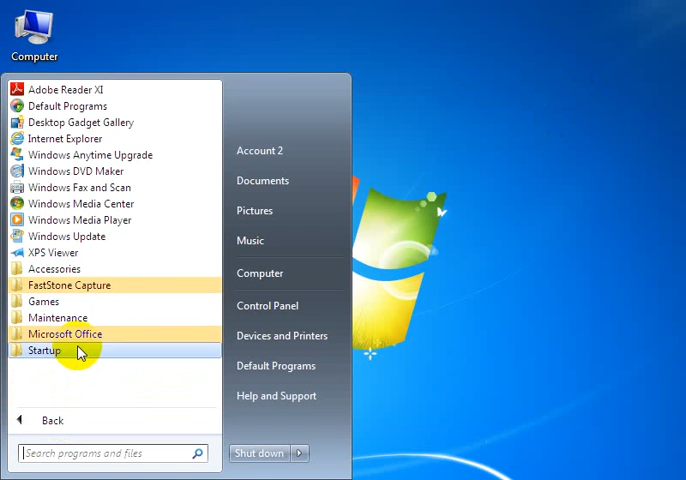 Computer
Adobe Reader XI
Default Programs
Desktop Gadget Gallery
Internet Explorer
Windows Anytime Upgrade
Windows DVD Maker
Windows Fax and Scan
Windows Media Center
Windows Media Player
Windows Update
XPS Viewer
Accessories
FastStone Capture
Games
Maintenance
Microsoft Office
Startup
Back
Search programs and files
Account 2
Documents
Pictures
Music
Computer
Control Panel
Devices and Printers
Default Programs
Help and Support
Shut down